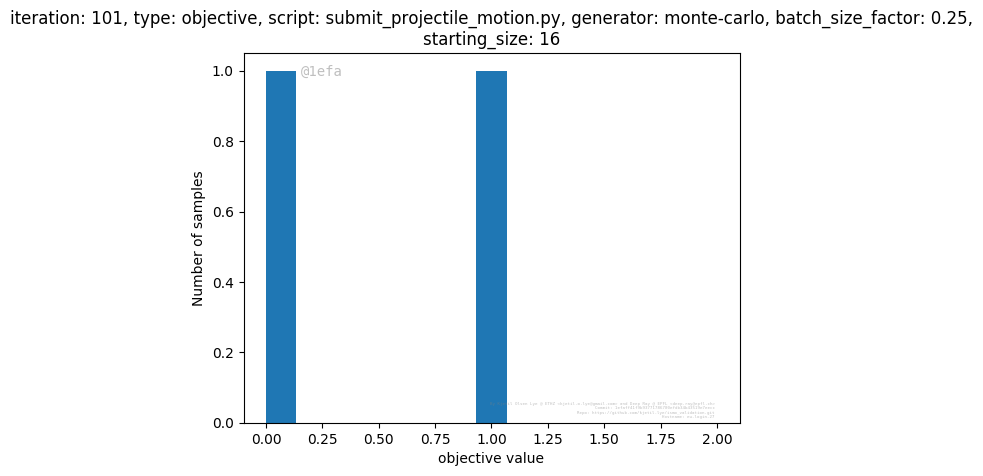 iteration: 101, type: objective, script: submit_projectile_motion.py, generator: monte-carlo, batch_size_factor: 0.25,
starting_size: 16
@1efa
1.0
0.8
0.6
0.4
0.2
0.0
Number of samples
0.00 0.25 0.50 0.75 1.00 1.25 1.50 1.75 2.00
objective value